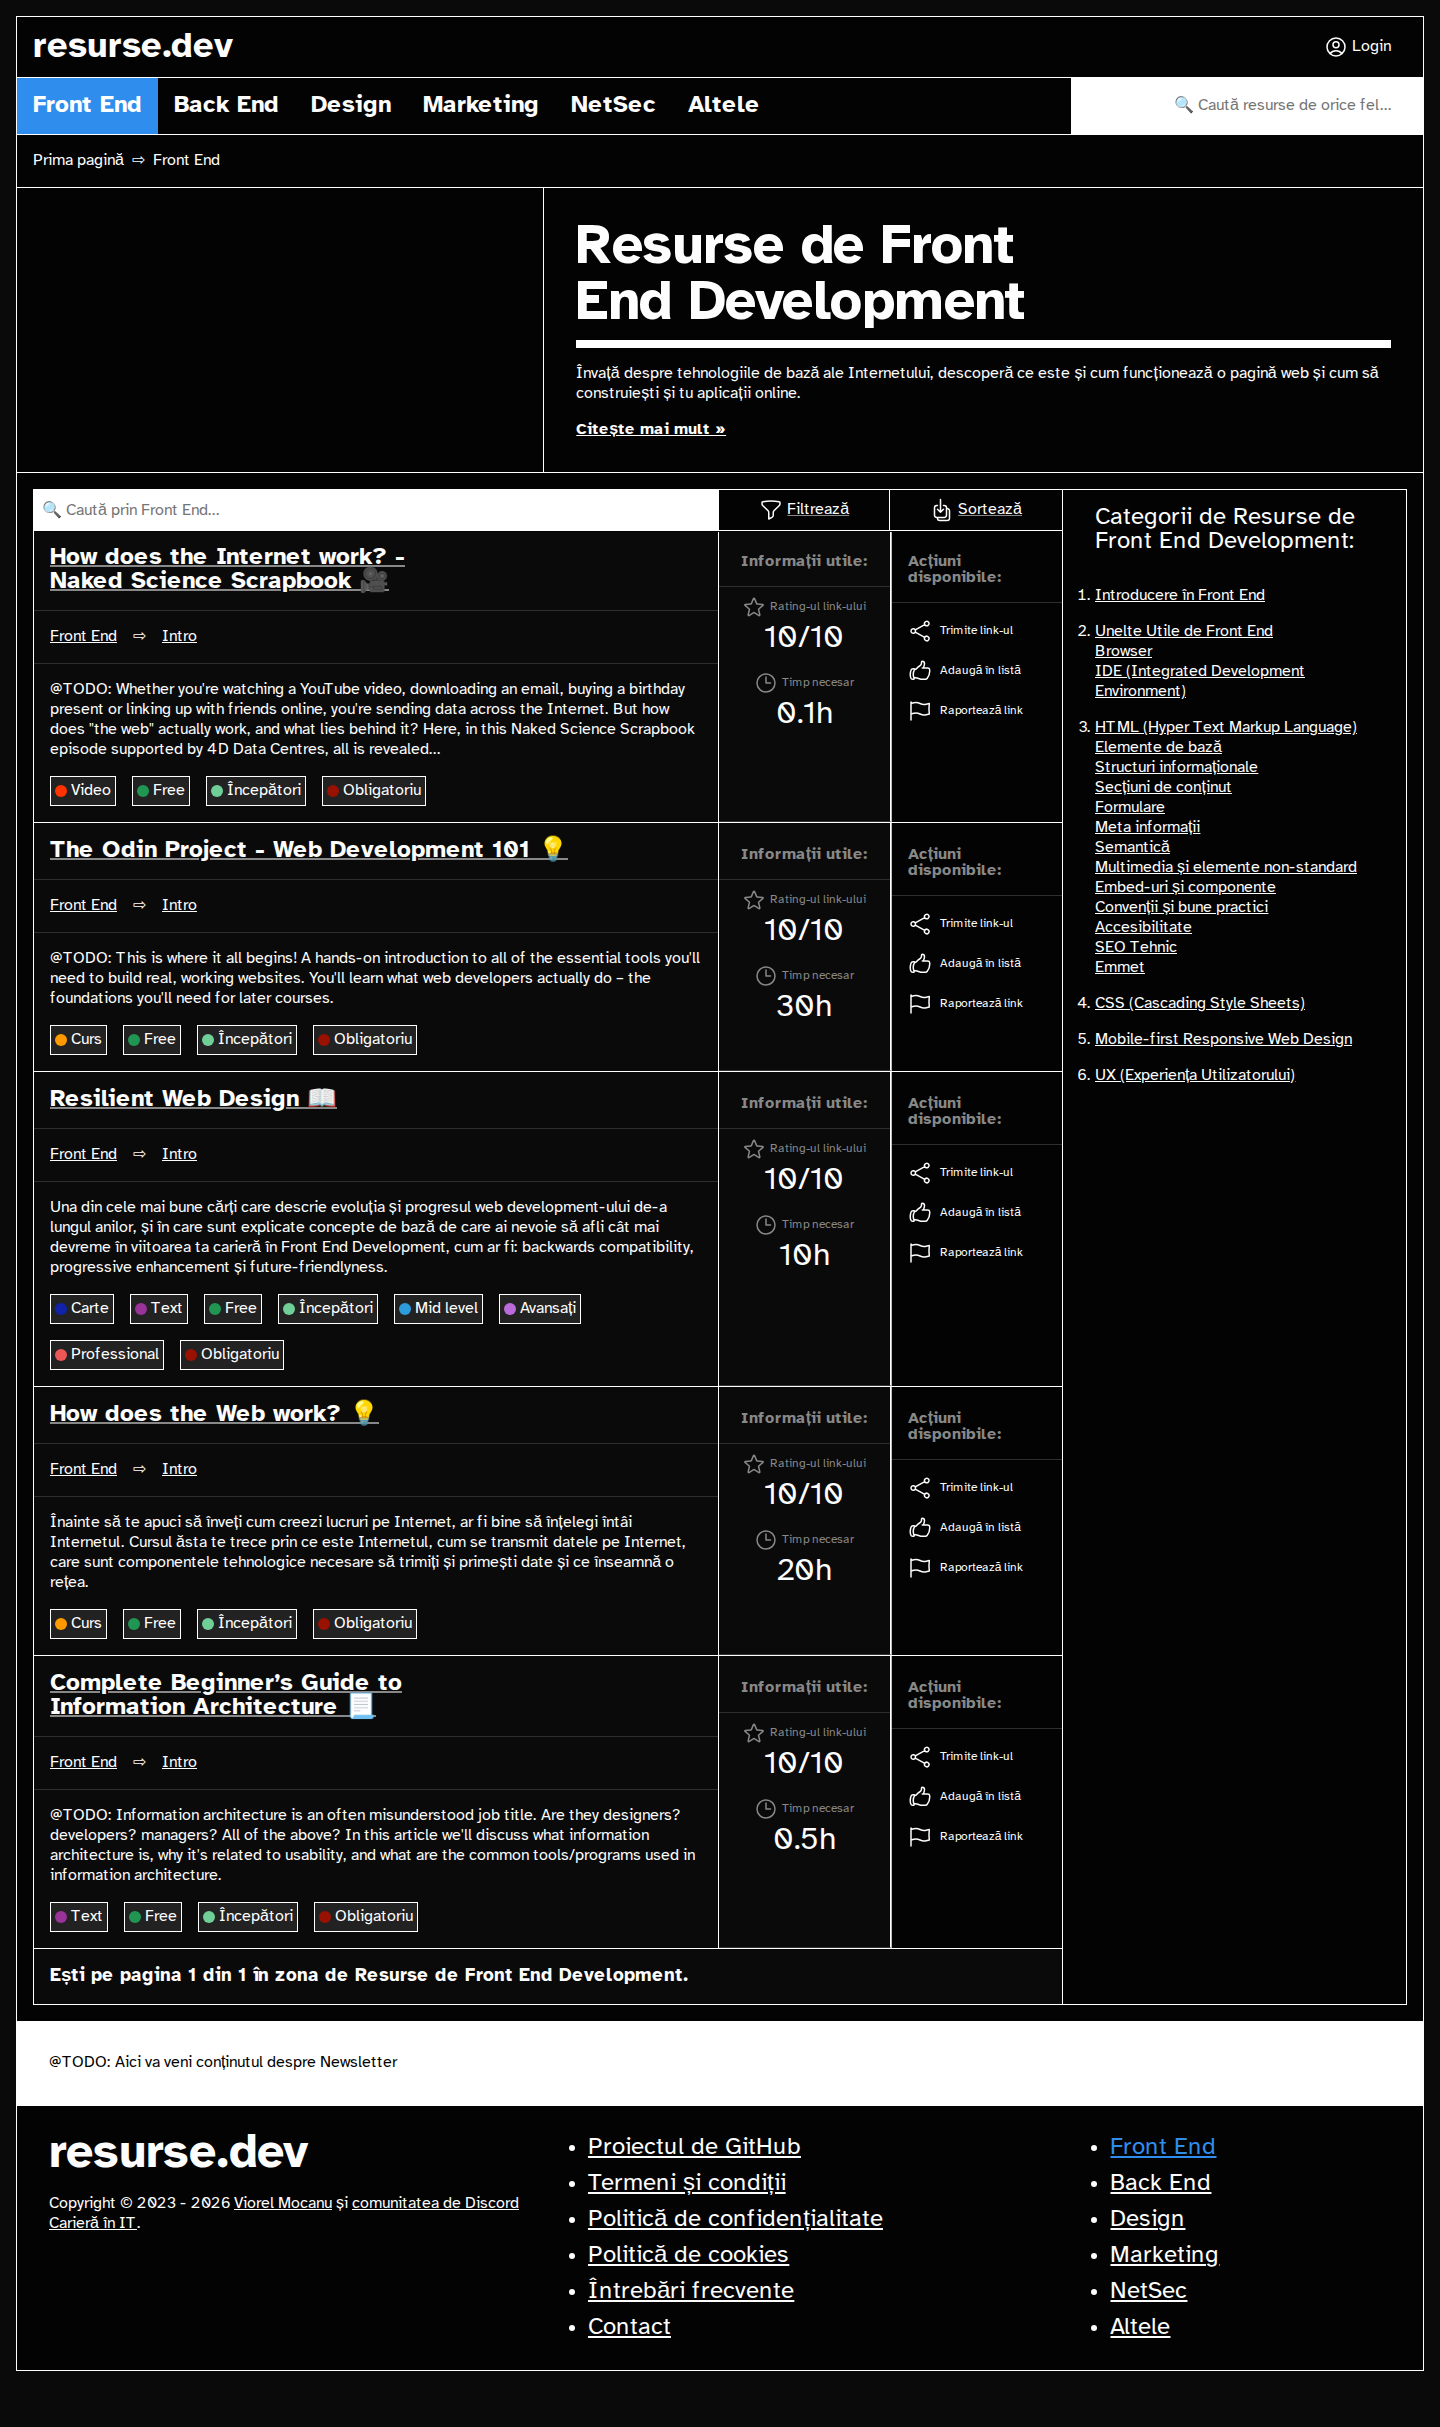 resurse.dev
Login
Front End Back End Design Marketing NetSec Altele
🔍 Caută resurse de orice fel...
Prima pagină ⇨ Front End
Resurse de Front
End Development
Învață despre tehnologiile de bază ale Internetului, descoperă ce este și cum funcționează o pagină web și cum să
construiești și tu aplicații online.
Citește mai mult »
🔍 Caută prin Front End...
Filtrează
Sortează
How does the Internet work? -
Naked Science Scrapbook 🎥
Front End ⇨ Intro
@TODO: Whether you're watching a YouTube video, downloading an email, buying a birthday
present or linking up with friends online, you're sending data across the Internet. But how
does "the web" actually work, and what lies behind it? Here, in this Naked Science Scrapbook
episode supported by 4D Data Centres, all is revealed...
Video Free Începători Obligatoriu
Informații utile:
Rating-ul link-ului
10/10
Timp necesar
0.1h
Acțiuni
disponibile:
Trimite link-ul
Adaugă în listă
Raportează link
The Odin Project - Web Development 101 💡
Front End ⇨ Intro
@TODO: This is where it all begins! A hands-on introduction to all of the essential tools you'll
need to build real, working websites. You'll learn what web developers actually do – the
foundations you'll need for later courses.
Curs Free Începători Obligatoriu
Informații utile:
Rating-ul link-ului
10/10
Timp necesar
30h
Acțiuni
disponibile:
Trimite link-ul
Adaugă în listă
Raportează link
Resilient Web Design 📖
Front End ⇨ Intro
Una din cele mai bune cărți care descrie evoluția și progresul web development-ului de-a
lungul anilor, și în care sunt explicate concepte de bază de care ai nevoie să afli cât mai
devreme în viitoarea ta carieră în Front End Development, cum ar fi: backwards compatibility,
progressive enhancement și future-friendlyness.
Carte Text Free Începători Mid level Avansați
Professional Obligatoriu
Informații utile:
Rating-ul link-ului
10/10
Timp necesar
10h
Acțiuni
disponibile:
Trimite link-ul
Adaugă în listă
Raportează link
How does the Web work? 💡
Front End ⇨ Intro
Înainte să te apuci să înveți cum creezi lucruri pe Internet, ar fi bine să înțelegi întâi
Internetul. Cursul ăsta te trece prin ce este Internetul, cum se transmit datele pe Internet,
care sunt componentele tehnologice necesare să trimiți și primești date și ce înseamnă o
rețea.
Curs Free Începători Obligatoriu
Informații utile:
Rating-ul link-ului
10/10
Timp necesar
20h
Acțiuni
disponibile:
Trimite link-ul
Adaugă în listă
Raportează link
Complete Beginner’s Guide to
Information Architecture 📃
Front End ⇨ Intro
@TODO: Information architecture is an often misunderstood job title. Are they designers?
developers? managers? All of the above? In this article we'll discuss what information
architecture is, why it's related to usability, and what are the common tools/programs used in
information architecture.
Text Free Începători Obligatoriu
Informații utile:
Rating-ul link-ului
10/10
Timp necesar
0.5h
Acțiuni
disponibile:
Trimite link-ul
Adaugă în listă
Raportează link
Ești pe pagina 1 din 1 în zona de Resurse de Front End Development.
Categorii de Resurse de
Front End Development:
1. Introducere în Front End
2. Unelte Utile de Front End
Browser
IDE (Integrated Development
Environment)
3. HTML (Hyper Text Markup Language)
Elemente de bază
Structuri informaționale
Secțiuni de conținut
Formulare
Meta informații
Semantică
Multimedia și elemente non-standard
Embed-uri și componente
Convenții și bune practici
Accesibilitate
SEO Tehnic
Emmet
4. CSS (Cascading Style Sheets)
5. Mobile-first Responsive Web Design
6. UX (Experiența Utilizatorului)
@TODO: Aici va veni conținutul despre Newsletter
resurse.dev
Copyright © 2023 - 2026 Viorel Mocanu și comunitatea de Discord
Carieră în IT.
• Proiectul de GitHub
• Termeni și condiții
• Politică de confidențialitate
• Politică de cookies
• Întrebări frecvente
• Contact
• Front End
• Back End
• Design
• Marketing
• NetSec
• Altele